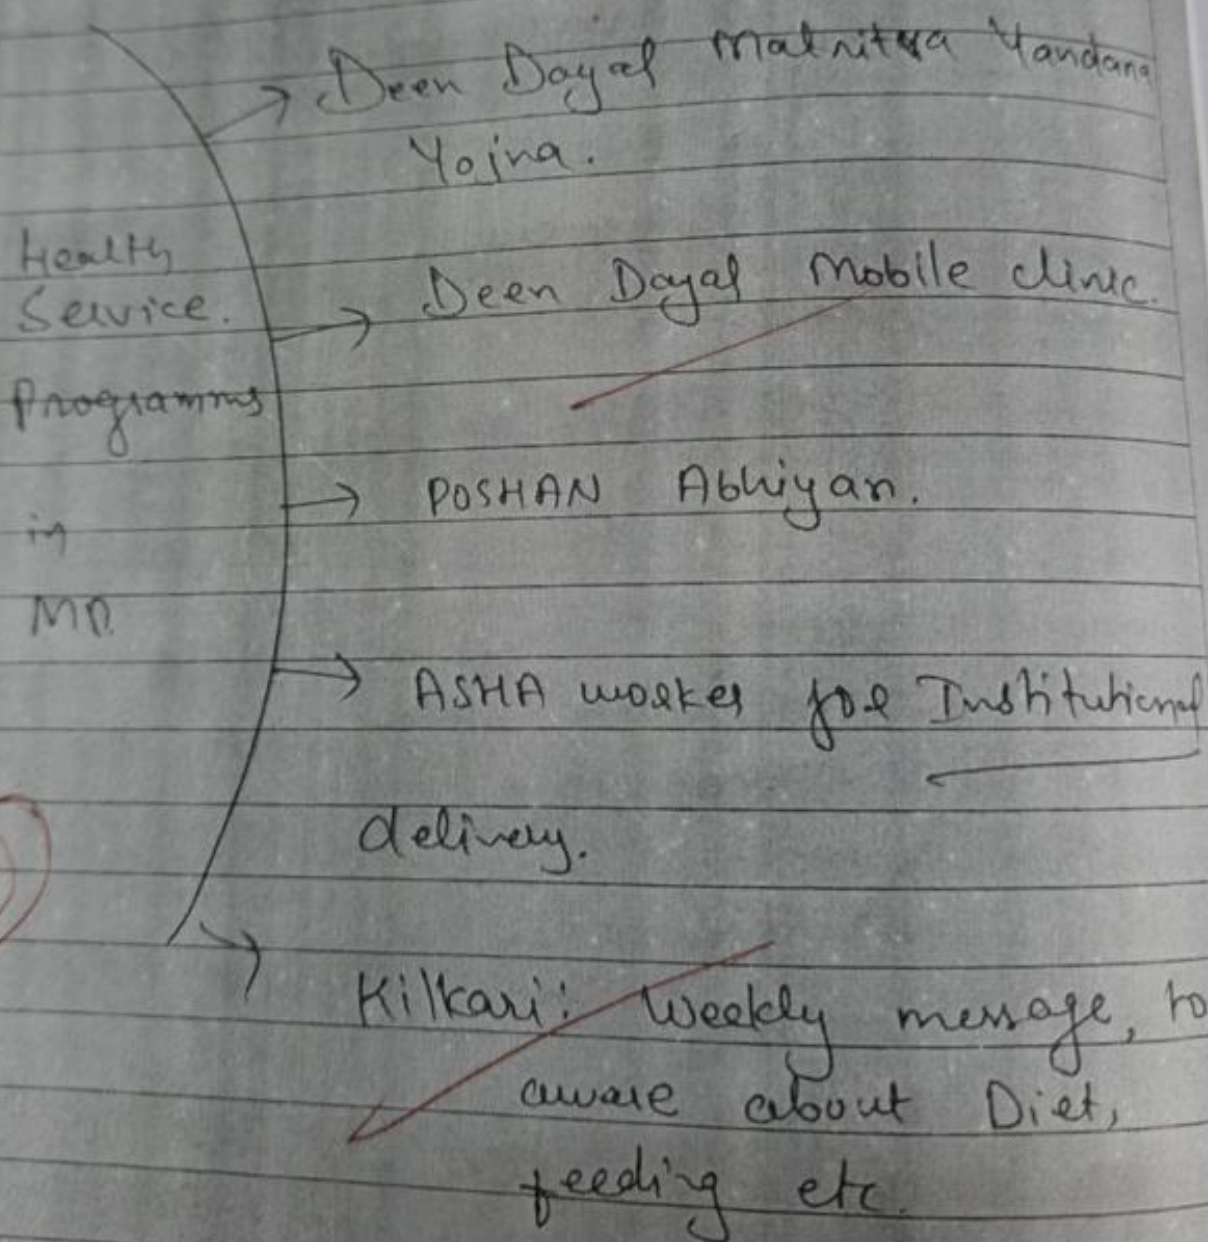 Deen Dayal Matritva Vandana
Yojna.
Health
Service.
Programms
in
MP.
Deen Dayal Mobile clinic.
POSHAN Abhiyan.
ASHA worker for Institutional
delivery.
Kilkari: Weekly message, to
aware about Diet,
feeding etc.